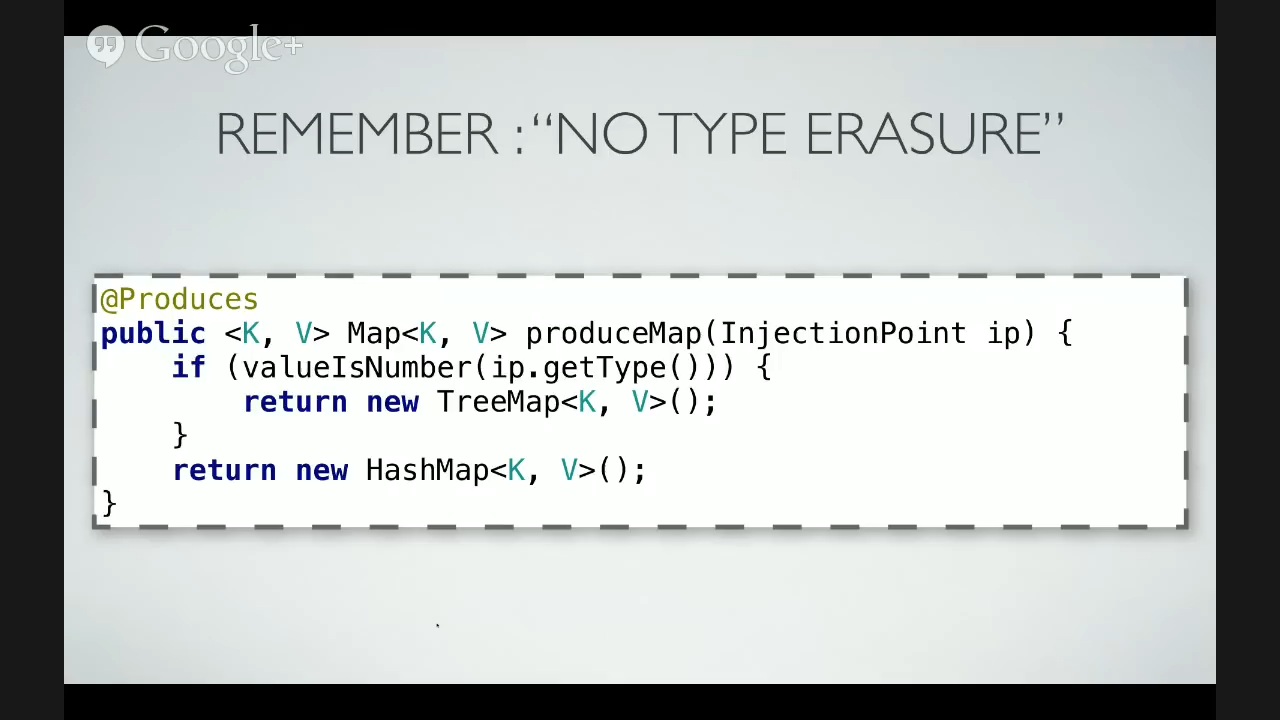 Google+
REMEMBER : “NO TYPE ERASURE”
@Produces
public <K, V> Map<K, V> produceMap(InjectionPoint ip) {
    if (valueIsNumber(ip.getType())) {
        return new TreeMap<K, V>();
    }
    return new HashMap<K, V>();
}